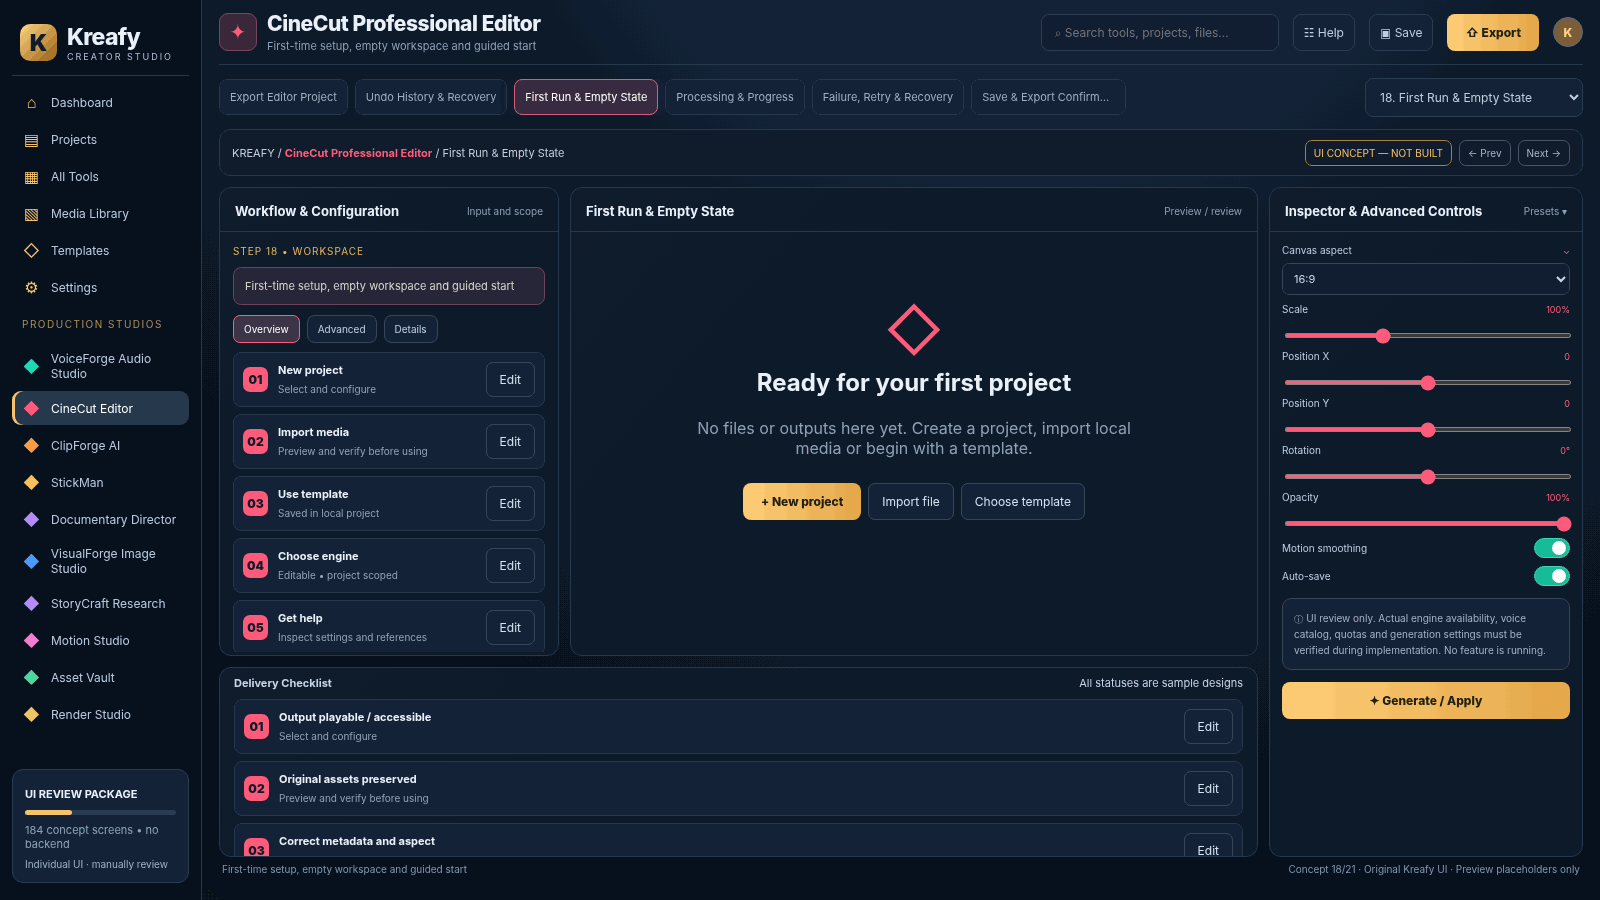 K
Kreafy
CREATOR STUDIO
Dashboard
Projects
All Tools
Media Library
Templates
Settings
PRODUCTION STUDIOS
VoiceForge Audio
Studio
CineCut Editor
ClipForge AI
StickMan
Documentary Director
VisualForge Image
Studio
StoryCraft Research
Motion Studio
Asset Vault
Render Studio
UI REVIEW PACKAGE
184 concept screens • no
backend
Individual UI · manually review
CineCut Professional Editor
First-time setup, empty workspace and guided start
Search tools, projects, files...
Help
Save
Export
K
Export Editor Project
Undo History & Recovery
First Run & Empty State
Processing & Progress
Failure, Retry & Recovery
Save & Export Confirm...
18. First Run & Empty State
KREAFY / CineCut Professional Editor / First Run & Empty State
UI CONCEPT — NOT BUILT
← Prev
Next →
Workflow & Configuration
Input and scope
STEP 18 • WORKSPACE
First-time setup, empty workspace and guided start
Overview
Advanced
Details
01
New project
Select and configure
Edit
02
Import media
Preview and verify before using
Edit
03
Use template
Saved in local project
Edit
04
Choose engine
Editable • project scoped
Edit
05
Get help
Inspect settings and references
Edit
First Run & Empty State
Preview / review
Ready for your first project
No files or outputs here yet. Create a project, import local
media or begin with a template.
+ New project
Import file
Choose template
Delivery Checklist
All statuses are sample designs
01
Output playable / accessible
Select and configure
Edit
02
Original assets preserved
Preview and verify before using
Edit
03
Correct metadata and aspect
Edit
Inspector & Advanced Controls
Presets ▾
Canvas aspect
16:9
Scale
100%
Position X
0
Position Y
0
Rotation
0°
Opacity
100%
Motion smoothing
Auto-save
ⓘ UI review only. Actual engine availability, voice
catalog, quotas and generation settings must be
verified during implementation. No feature is running.
✦ Generate / Apply
First-time setup, empty workspace and guided start
Concept 18/21 · Original Kreafy UI · Preview placeholders only